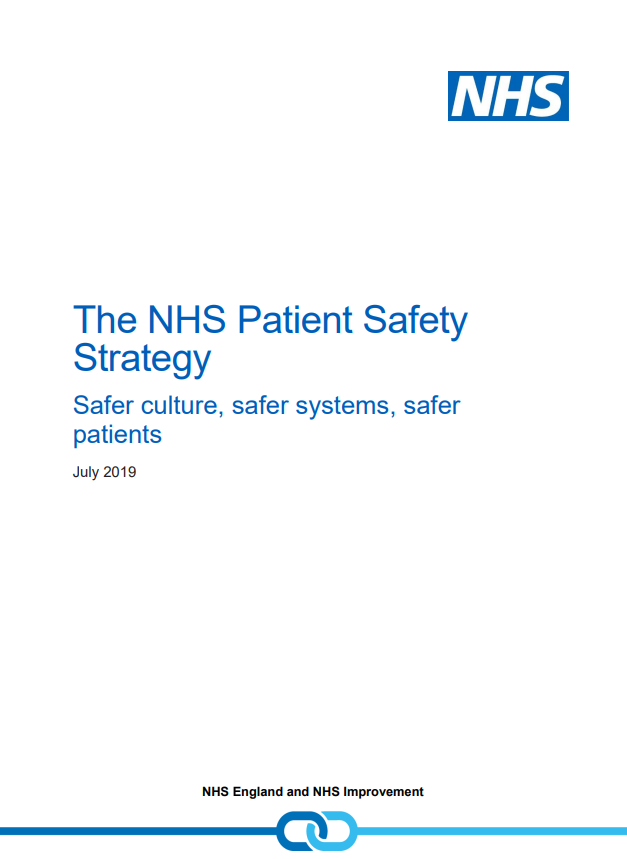 NHS
The NHS Patient Safety
Strategy
Safer culture, safer systems, safer
patients
July 2019
NHS England and NHS Improvement